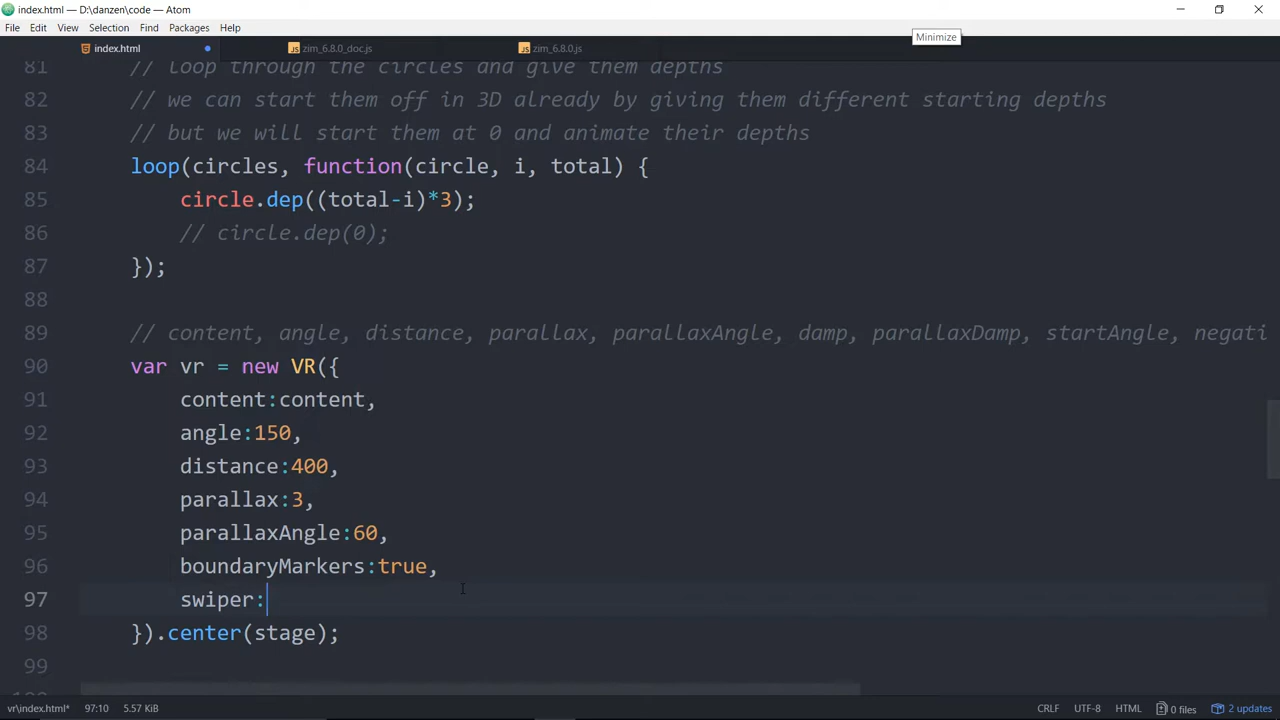 index.html — D:\danzen\code — Atom
File Edit View Selection Find Packages Help
Minimize
index.html zim_6.8.0_doc.js zim_6.8.0.js
81 // loop through the circles and give them depths
82 // we can start them off in 3D already by giving them different starting depths
83 // but we will start them at 0 and animate their depths
84 loop(circles, function(circle, i, total) {
85 circle.dep((total-i)*3);
86 // circle.dep(0);
87 });
88
89 // content, angle, distance, parallax, parallaxAngle, damp, parallaxDamp, startAngle, negati
90 var vr = new VR({
91 content:content,
92 angle:150,
93 distance:400,
94 parallax:3,
95 parallaxAngle:60,
96 boundaryMarkers:true,
97 swiper:
98 }).center(stage);
99
vr\index.html* 97:10 5.57 KiB CRLF UTF-8 HTML 0 files 2 updates